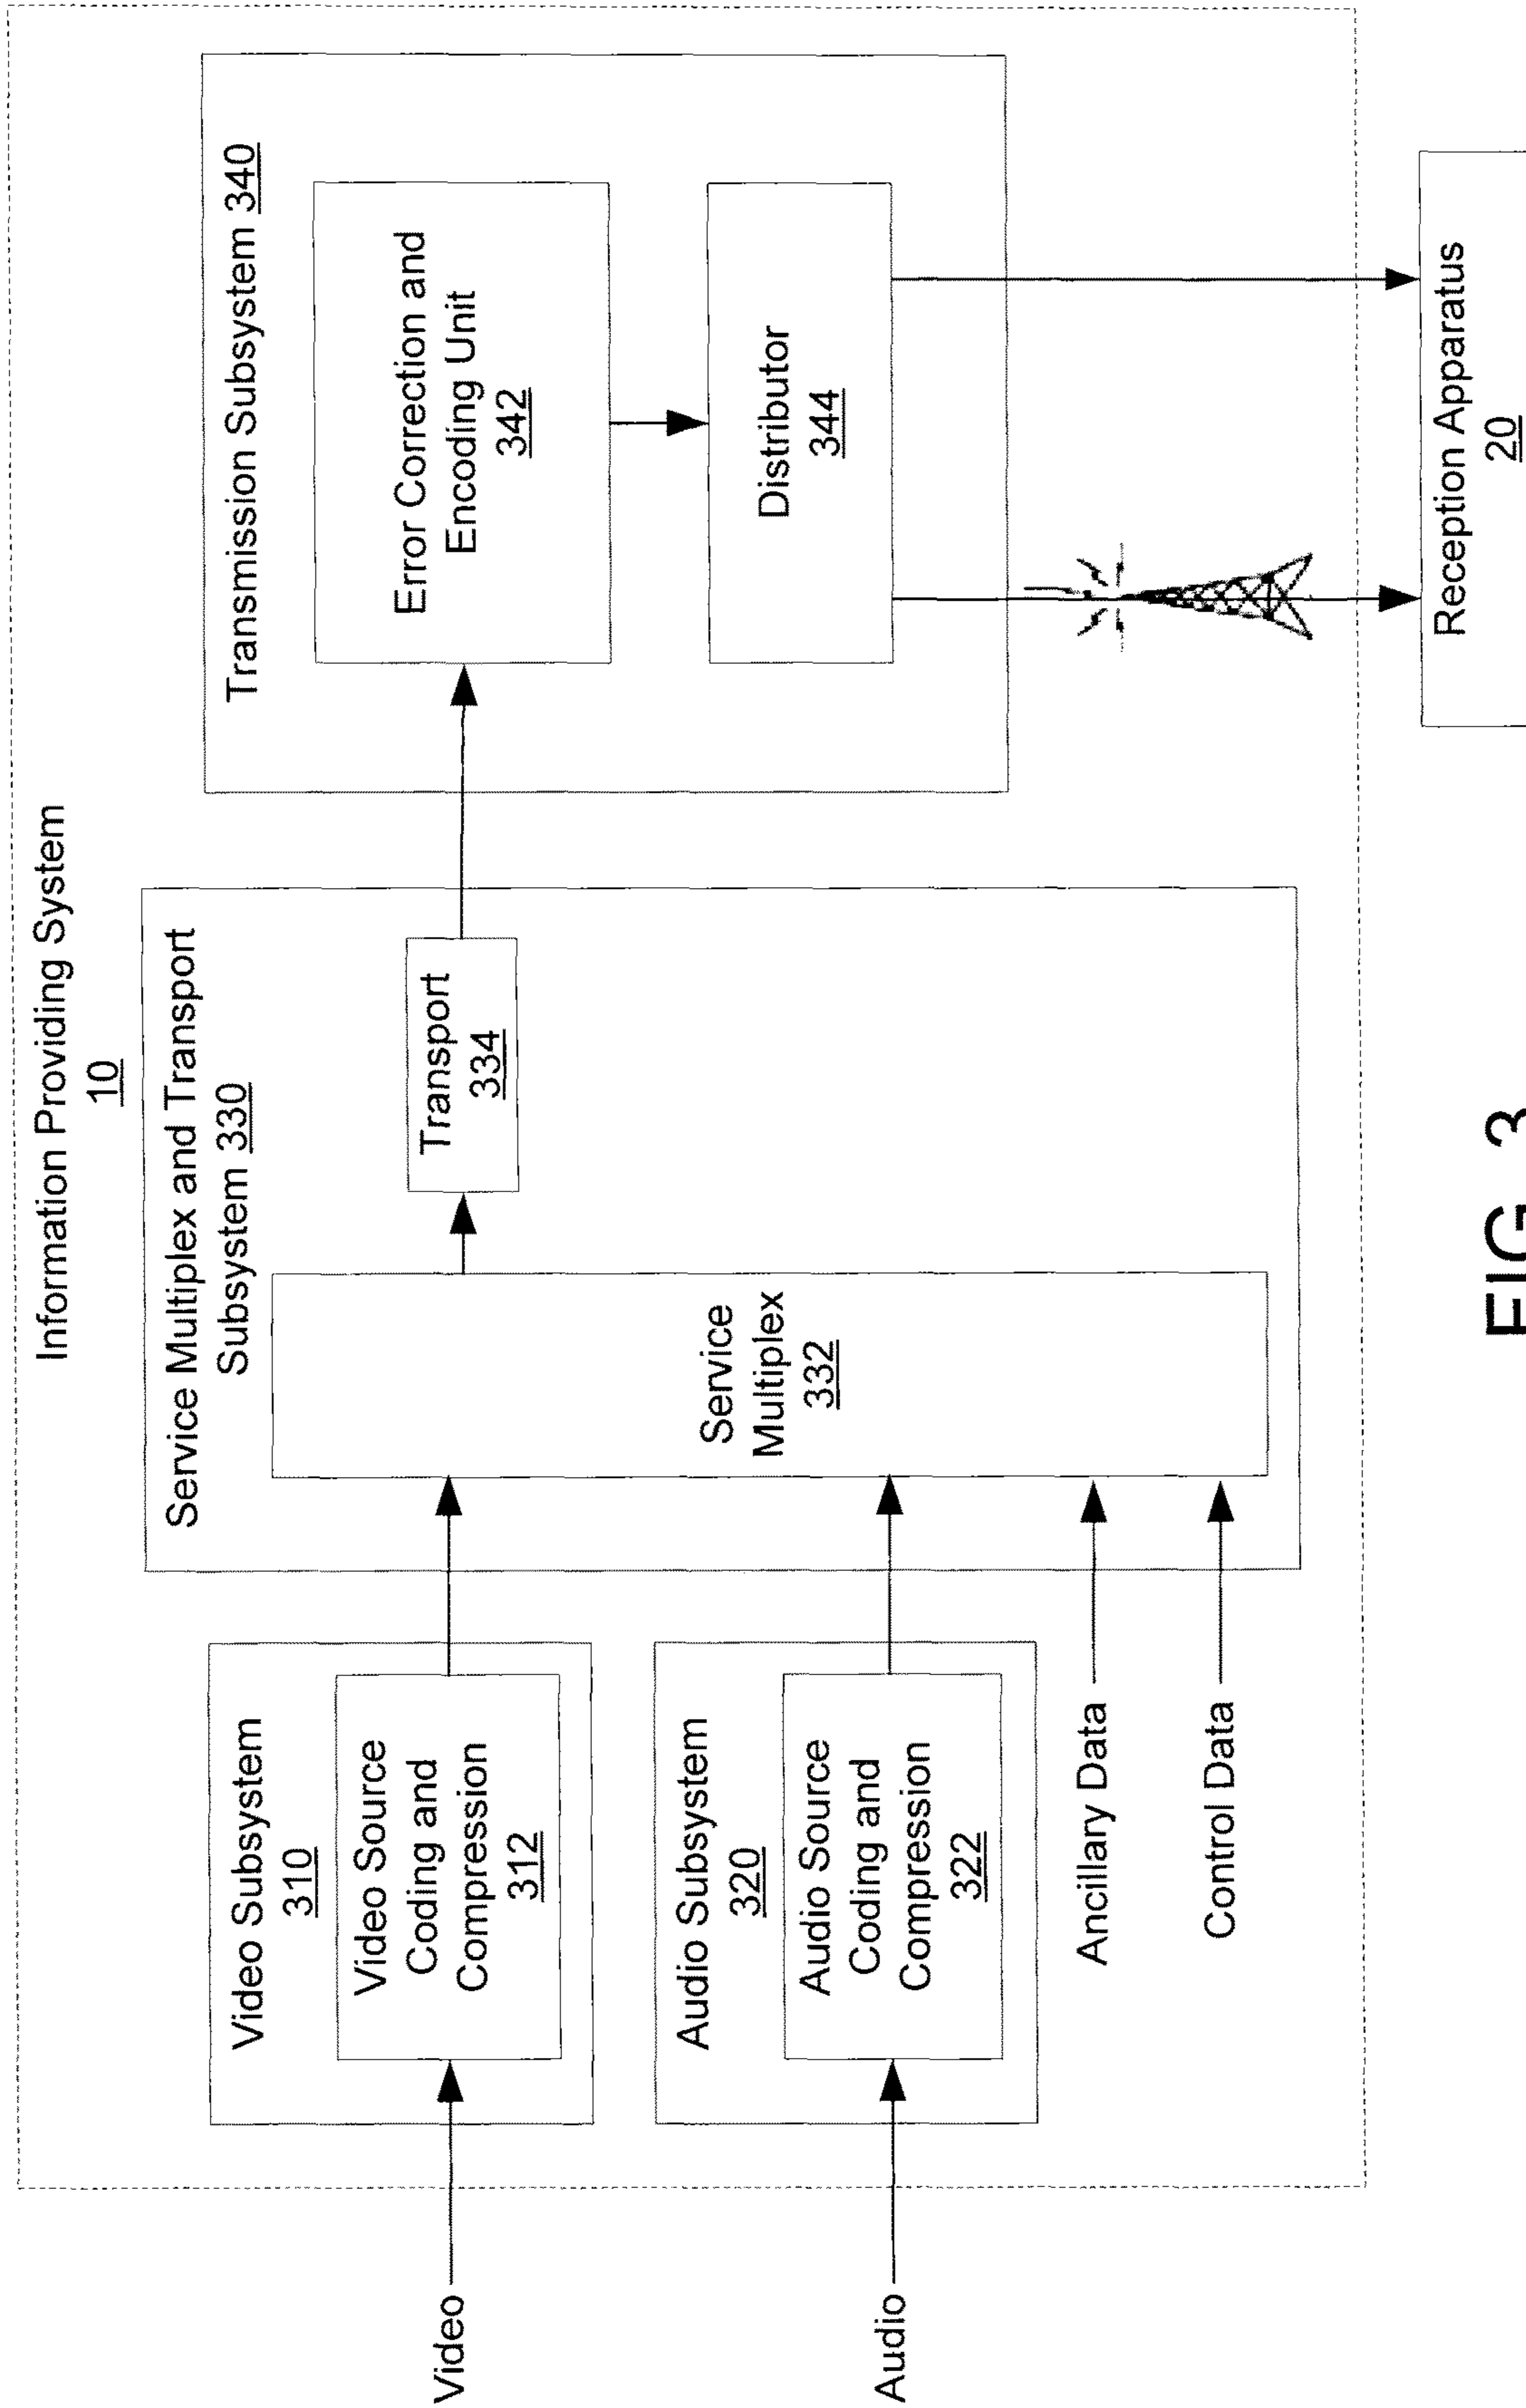 Information Providing System
10
Video
Video Subsystem
310
Video Source
Coding and
Compression
312
Audio
Audio Subsystem
320
Audio Source
Coding and
Compression
322
Ancillary Data
Control Data
Service Multiplex and Transport
Subsystem 330
Service
Multiplex
332
Transport
334
Transmission Subsystem 340
Error Correction and
Encoding Unit
342
Distributor
344
Reception Apparatus
20
FIG. 3